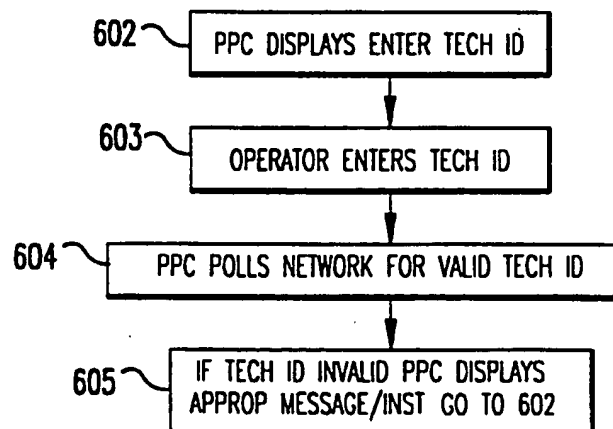 602
PPC DISPLAYS ENTER TECH ID
603
OPERATOR ENTERS TECH ID
604
PPC POLLS NETWORK FOR VALID TECH ID
605
IF TECH ID INVALID PPC DISPLAYS
APPROP MESSAGE/INST GO TO 602